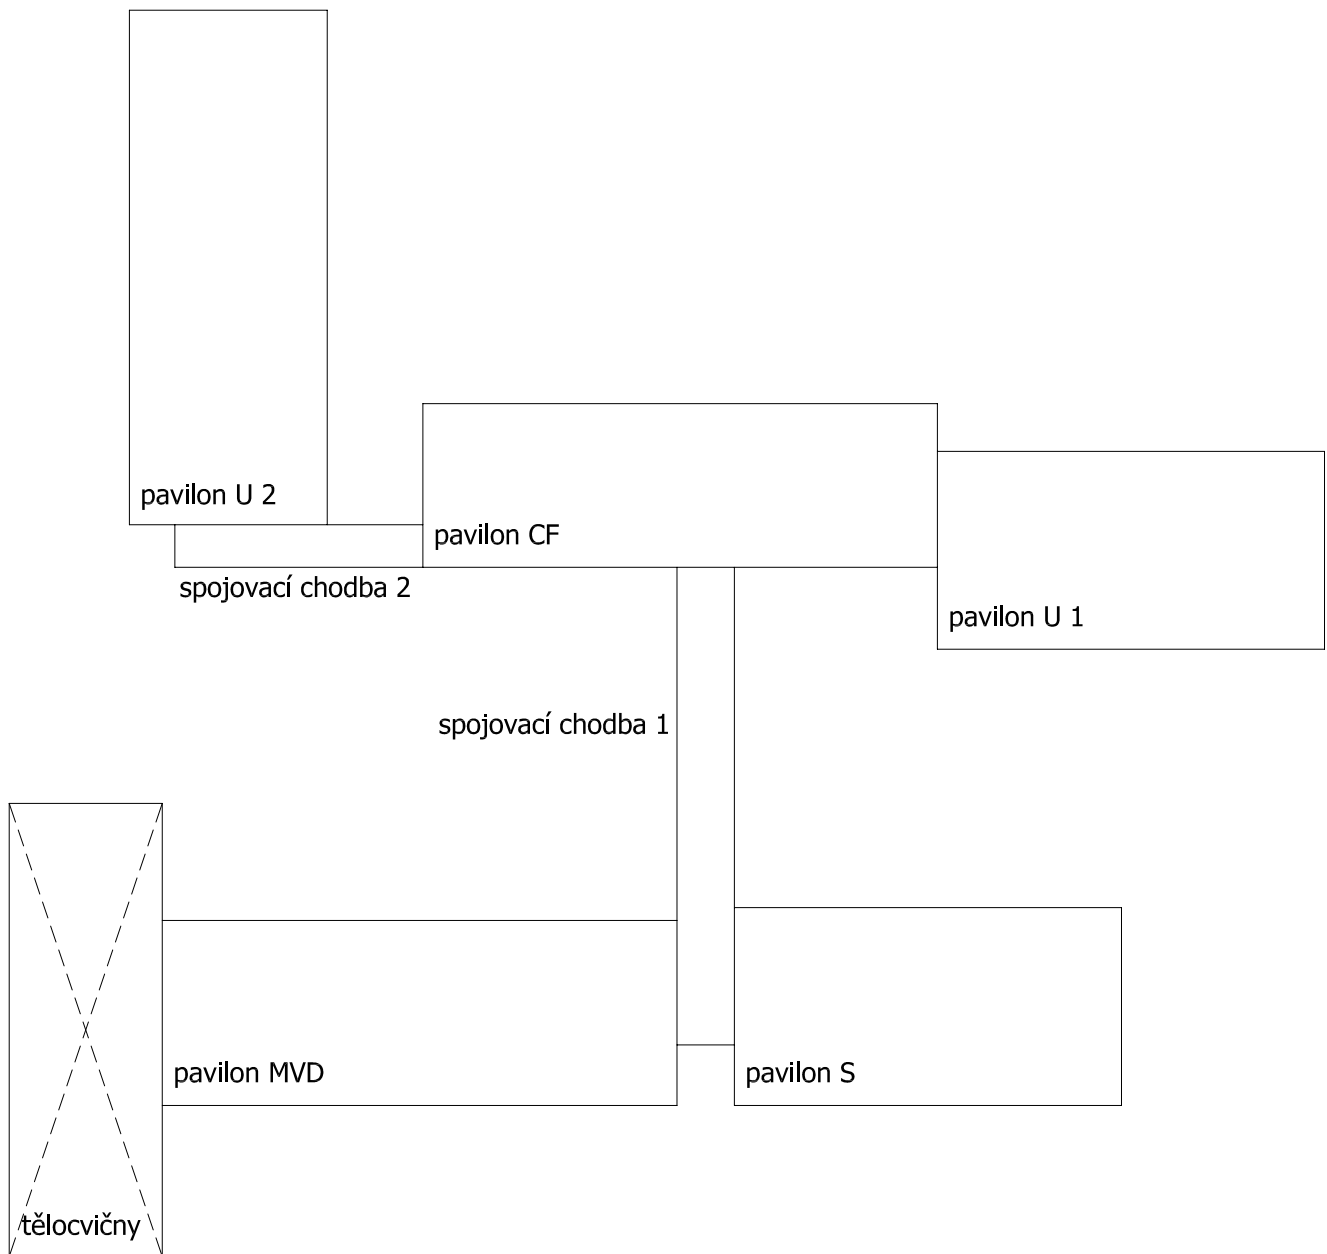 pavilon U 2
pavilon CF
spojovací chodba 2
pavilon U 1
spojovací chodba 1
pavilon MVD
pavilon S
tělocvičny